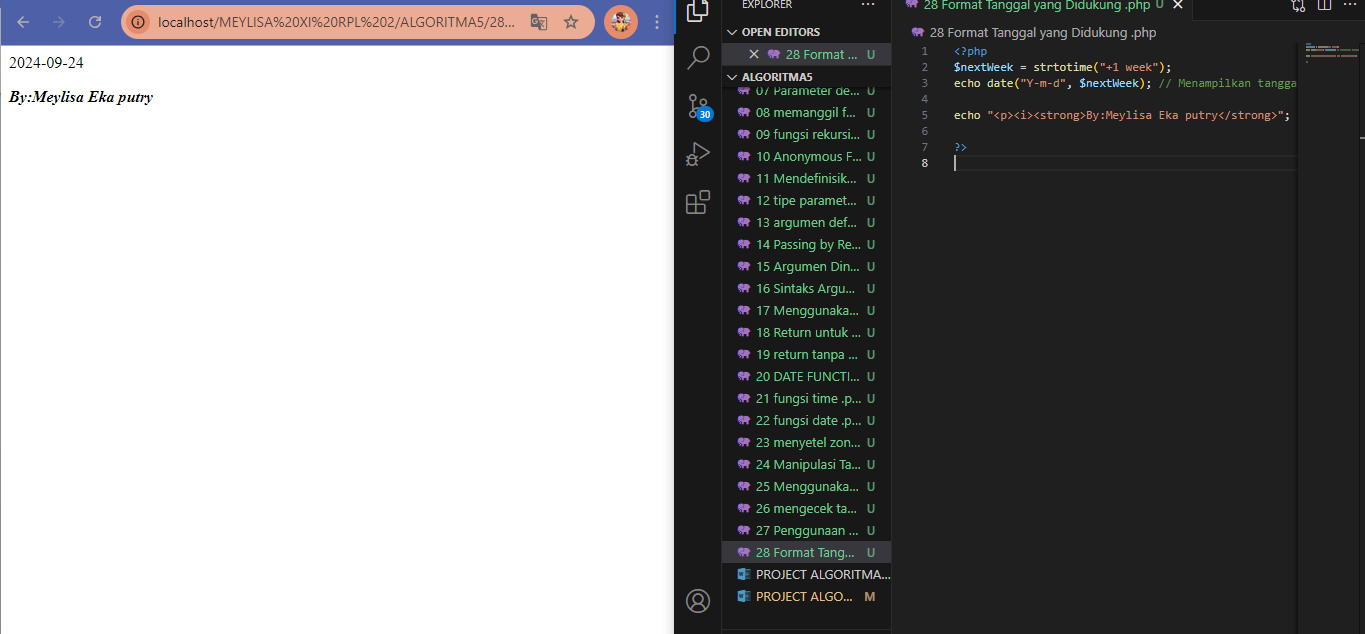 localhost/MEYLISA%20XI%20RPL%202/ALGORITMA5/28...
2024-09-24
By:Meylisa Eka putry
EXPLORER ...
OPEN EDITORS
28 Format ... U
ALGORITMA5
07 Parameter de... U
08 memanggil f... U
09 fungsi rekursi... U
10 Anonymous F... U
11 Mendefinisik... U
12 tipe paramet... U
13 argumen def... U
14 Passing by Re... U
15 Argumen Din... U
16 Sintaks Argu... U
17 Menggunaka... U
18 Return untuk ... U
19 return tanpa ... U
20 DATE FUNCTI... U
21 fungsi time .p... U
22 fungsi date .p... U
23 menyetel zon... U
24 Manipulasi Ta... U
25 Menggunaka... U
26 mengecek ta... U
27 Penggunaan ... U
28 Format Tang... U
PROJECT ALGORITMA...
PROJECT ALGO... M
30
28 Format Tanggal yang Didukung .php U
28 Format Tanggal yang Didukung .php
1 <?php
2 $nextWeek = strtotime("+1 week");
3 echo date("Y-m-d", $nextWeek); // Menampilkan tangga
4
5 echo "<p><i><strong>By:Meylisa Eka putry</strong>";
6
7 ?>
8